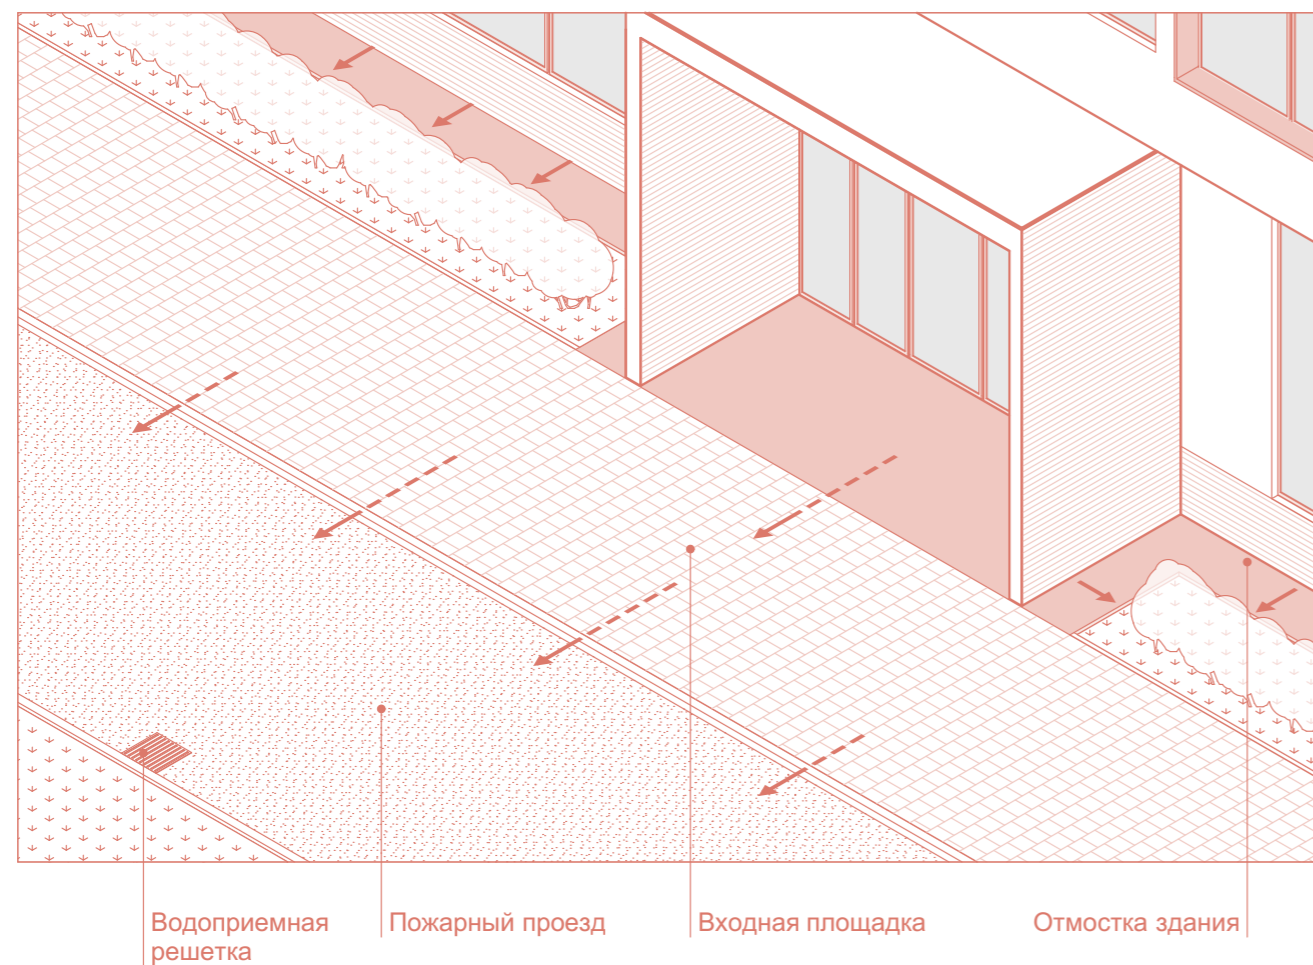 Водоприемная
решетка
Пожарный проезд
Входная площадка
Отмостка здания